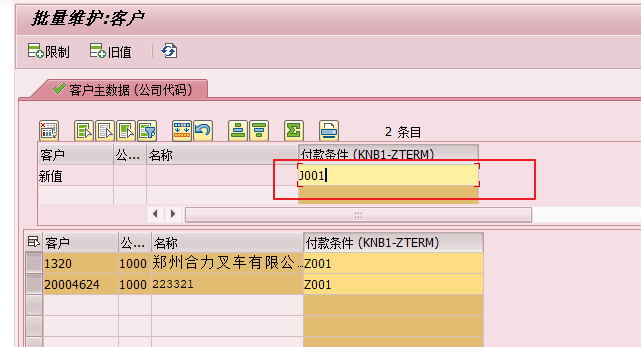 批量维护:客户
限制 旧值
客户主数据 (公司代码)
2 条目
客户 公... 名称 付款条件 (KNB1-ZTERM)
新值 J001
客户 公... 名称 付款条件 (KNB1-ZTERM)
1320 1000 郑州合力叉车有限公... Z001
20004624 1000 223321 Z001